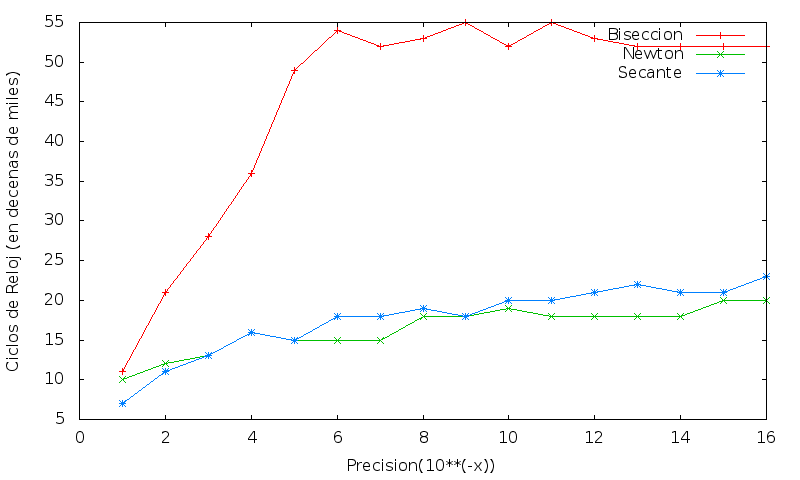 Ciclos de Reloj (en decenas de miles)
55
50
45
40
35
30
25
20
15
10
5
Biseccion
Newton
Secante
0 2 4 6 8 10 12 14 16
Precision(10**(-x))